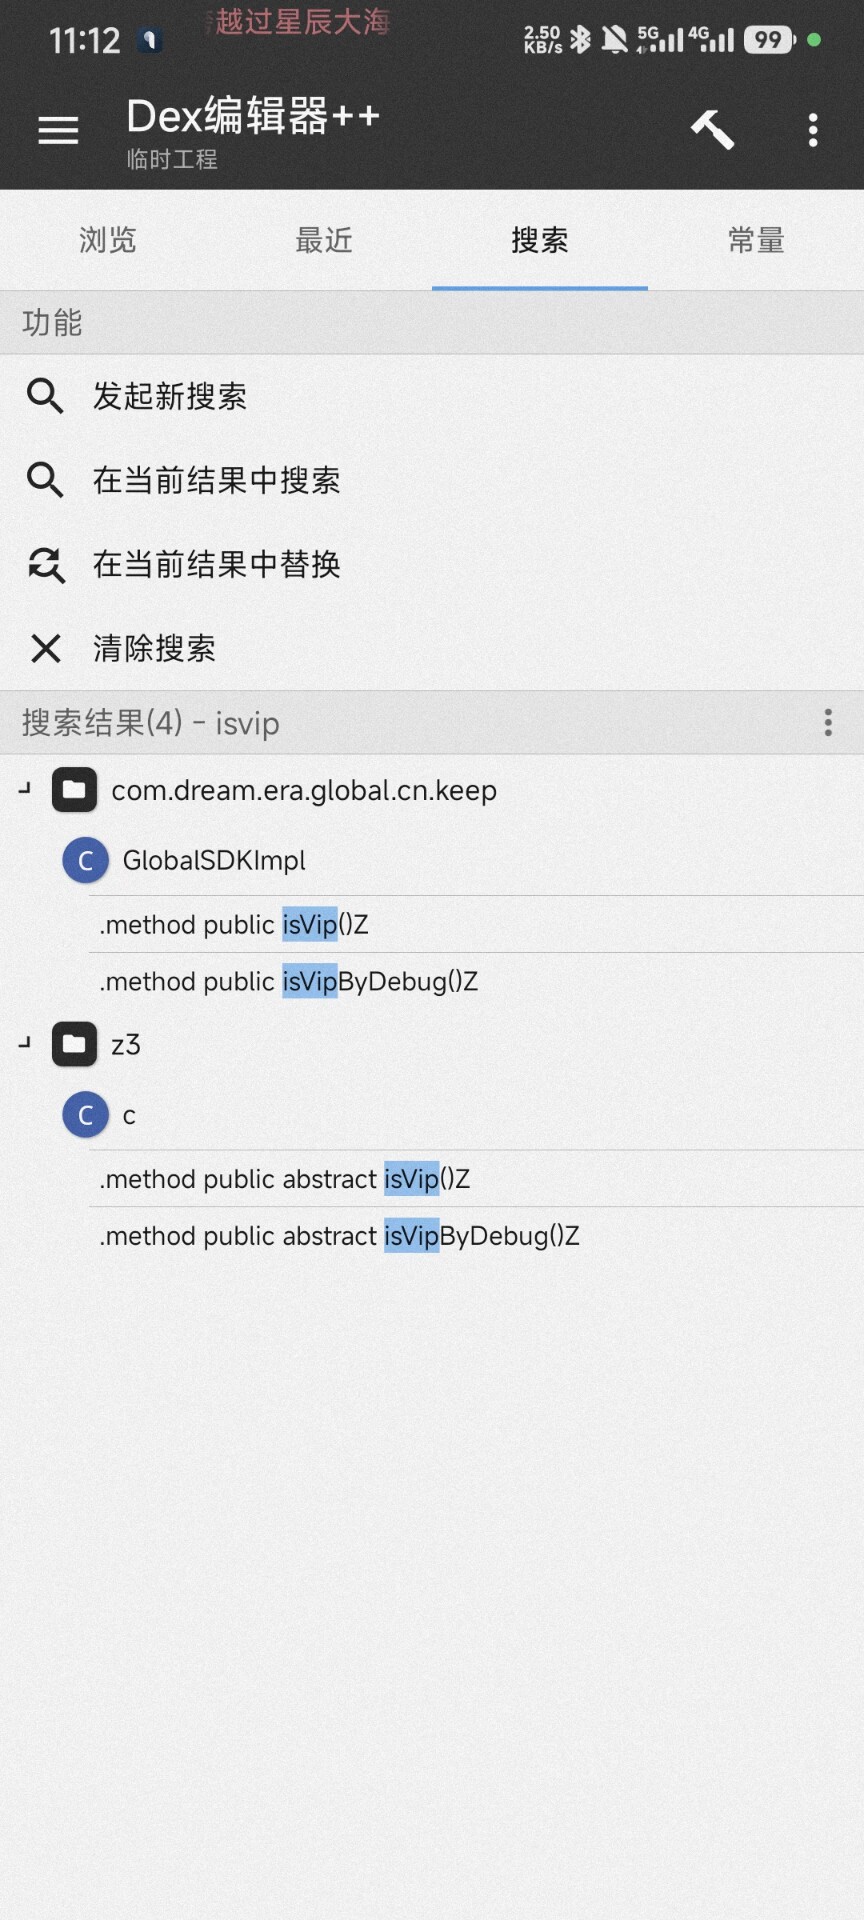 越过星辰大海
11:12
2.50 KB/s
5G
4G
99
Dex编辑器++
临时工程
浏览
最近
搜索
常量
功能
发起新搜索
在当前结果中搜索
在当前结果中替换
清除搜索
搜索结果(4) - isvip
com.dream.era.global.cn.keep
C GlobalSDKImpl
.method public isVip()Z
.method public isVipByDebug()Z
z3
C c
.method public abstract isVip()Z
.method public abstract isVipByDebug()Z